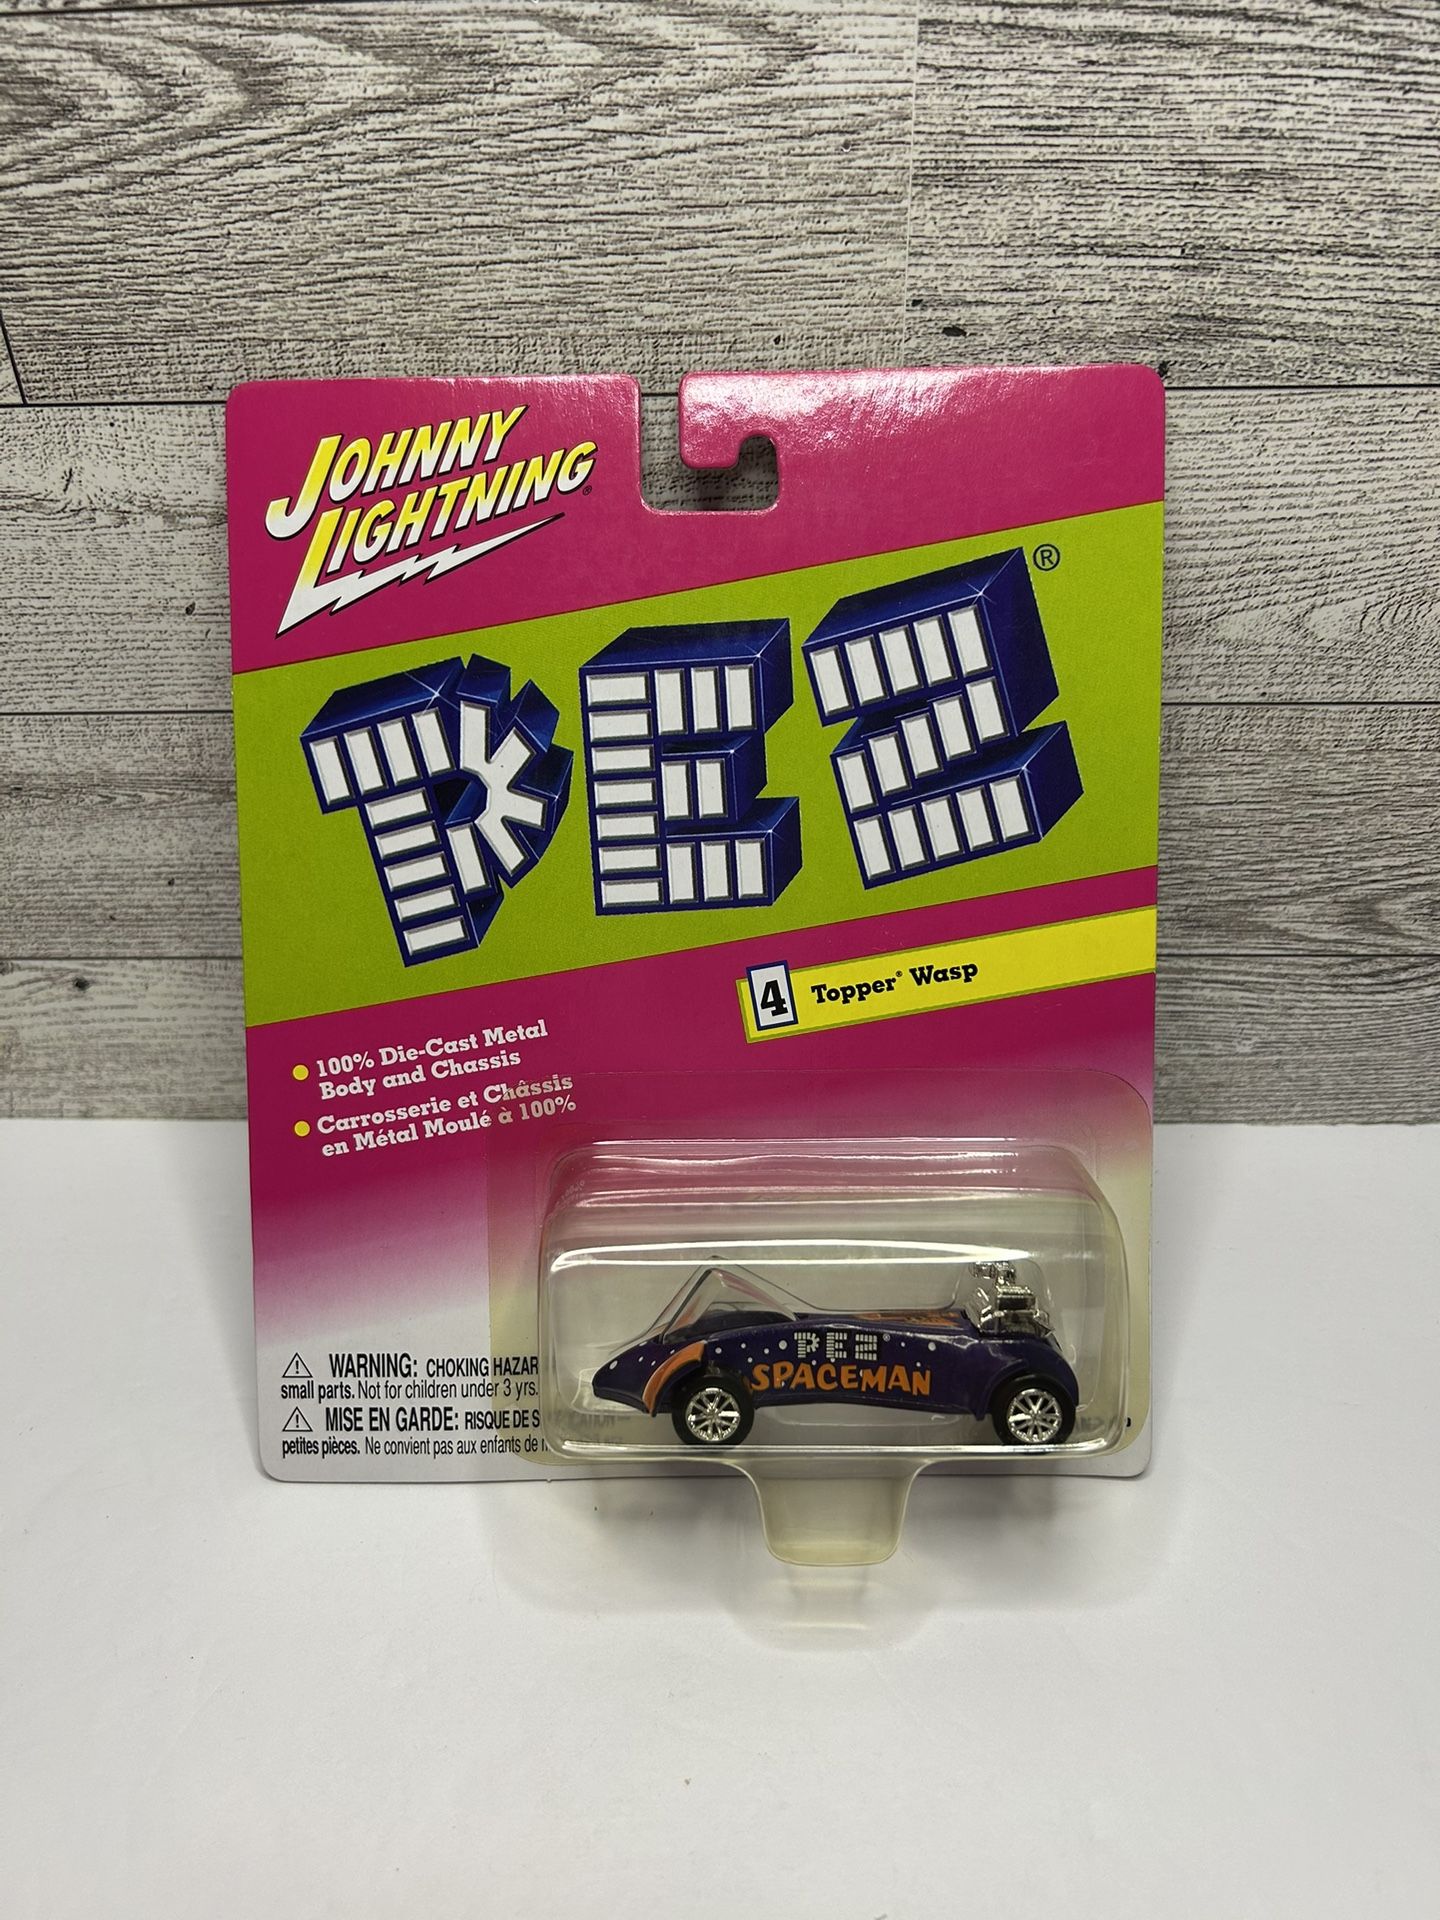 JOHNNY
LIGHTNING®
PEZ®
4 Topper® Wasp
100% Die-Cast Metal
Body and Chassis
Carrosserie et Châssis
en Métal Moulé à 100%
PEZ®
SPACEMAN
WARNING: CHOKING HAZAR
small parts. Not for children under 3 yrs.
MISE EN GARDE: RISQUE DE S
petites pièces. Ne convient pas aux enfants de